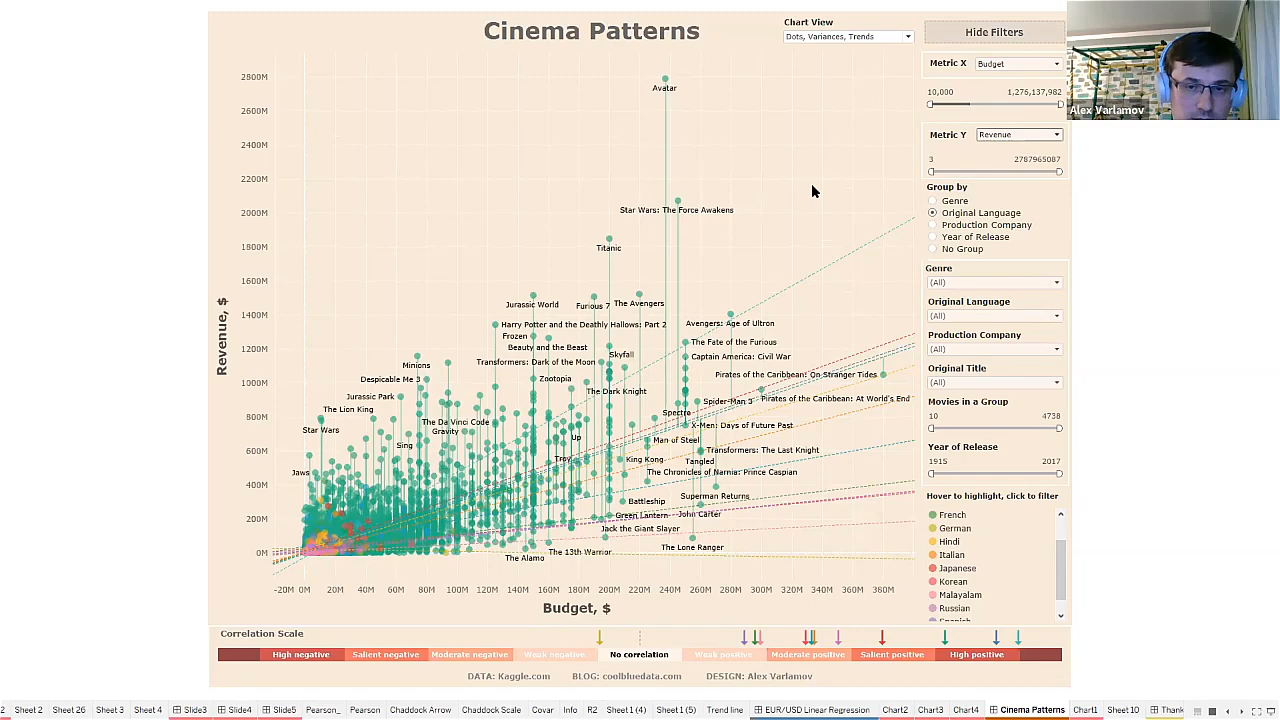 Cinema Patterns
Chart View
Dots, Variances, Trends
Hide Filters
Metric X
Budget
10,000
1,276,137,982
Metric Y
Revenue
3
2787965087
Group by
Genre
Original Language
Production Company
Year of Release
No Group
Genre
(All)
Original Language
(All)
Production Company
(All)
Original Title
(All)
Movies in a Group
10
4738
Year of Release
1915
2017
Hover to highlight, click to filter
French
German
Hindi
Italian
Japanese
Korean
Malayalam
Russian
Alex Varlamov
Revenue, $
2800M
2600M
2400M
2200M
2000M
1800M
1600M
1400M
1200M
1000M
800M
600M
400M
200M
0M
Avatar
Star Wars: The Force Awakens
Titanic
Jurassic World
Furious 7
The Avengers
Harry Potter and the Deathly Hallows: Part 2
Avengers: Age of Ultron
Frozen
The Fate of the Furious
Beauty and the Beast
Skyfall
Captain America: Civil War
Transformers: Dark of the Moon
Minions
Pirates of the Caribbean: On Stranger Tides
Despicable Me 3
Zootopia
The Dark Knight
Jurassic Park
Spider-Man 3
Pirates of the Caribbean: At World's End
The Lion King
Spectre
Star Wars
The Da Vinci Code
X-Men: Days of Future Past
Gravity
Up
Man of Steel
Sing
Transformers: The Last Knight
Troy
King Kong
Tangled
Jaws
The Chronicles of Narnia: Prince Caspian
Superman Returns
Battleship
Green Lantern
John Carter
Jack the Giant Slayer
The Lone Ranger
The 13th Warrior
The Alamo
-20M 0M 20M 40M 60M 80M 100M 120M 140M 160M 180M 200M 220M 240M 260M 280M 300M 320M 340M 360M 380M
Budget, $
Correlation Scale
High negative Salient negative Moderate negative Weak negative No correlation Weak positive Moderate positive Salient positive High positive
DATA: Kaggle.com BLOG: coolbluedata.com DESIGN: Alex Varlamov
2 Sheet 2 Sheet 26 Sheet 3 Sheet 4 Slide3 Slide4 Slide5 Pearson_ Pearson Chaddock Arrow Chaddock Scale Covar Info R2 Sheet 1 (4) Sheet 1 (5) Trend line EUR/USD Linear Regression Chart2 Chart3 Chart4 Cinema Patterns Chart1 Sheet 10 Thank